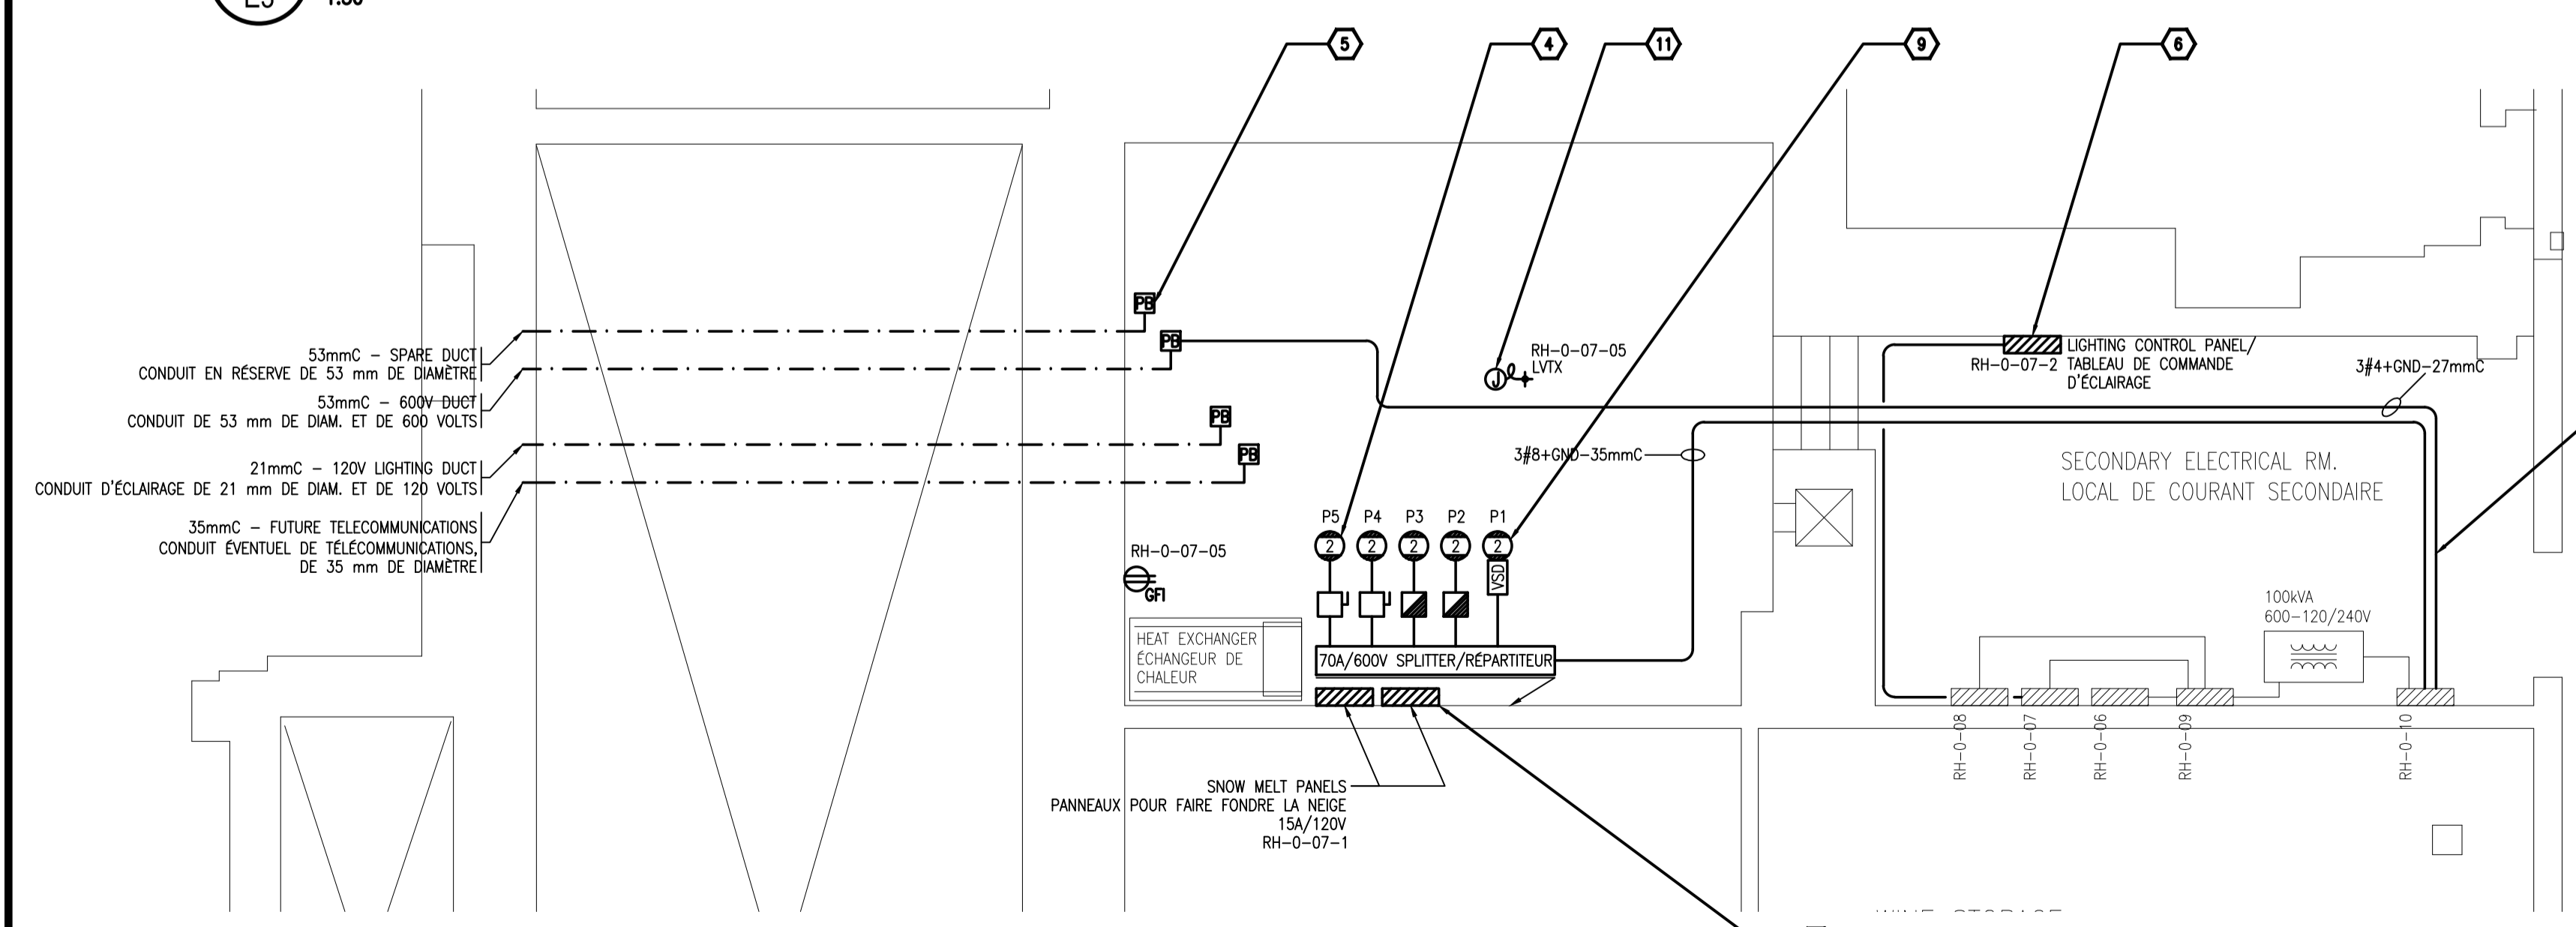 5
4
11
9
6
53mmC - SPARE DUCT
CONDUIT EN RÉSERVE DE 53 mm DE DIAMÈTRE
53mmC - 600V DUCT
CONDUIT DE 53 mm DE DIAM. ET DE 600 VOLTS
21mmC - 120V LIGHTING DUCT
CONDUIT D'ÉCLAIRAGE DE 21 mm DE DIAM. ET DE 120 VOLTS
35mmC - FUTURE TELECOMMUNICATIONS
CONDUIT ÉVENTUEL DE TÉLÉCOMMUNICATIONS,
DE 35 mm DE DIAMÈTRE
PB
PB
PB
PB
RH-0-07-05
LVTX
J
LIGHTING CONTROL PANEL/
RH-0-07-2 TABLEAU DE COMMANDE
D'ÉCLAIRAGE
3#4+GND-27mmC
3#8+GND-35mmC
SECONDARY ELECTRICAL RM.
LOCAL DE COURANT SECONDAIRE
P5 P4 P3 P2 P1
2 2 2 2 2
VSD
RH-0-07-05
GFI
HEAT EXCHANGER
ÉCHANGEUR DE
CHALEUR
70A/600V SPLITTER/RÉPARTITEUR
100kVA
600-120/240V
RH-0-08
RH-0-07
RH-0-06
RH-0-09
RH-0-10
SNOW MELT PANELS
PANNEAUX POUR FAIRE FONDRE LA NEIGE
15A/120V
RH-0-07-1